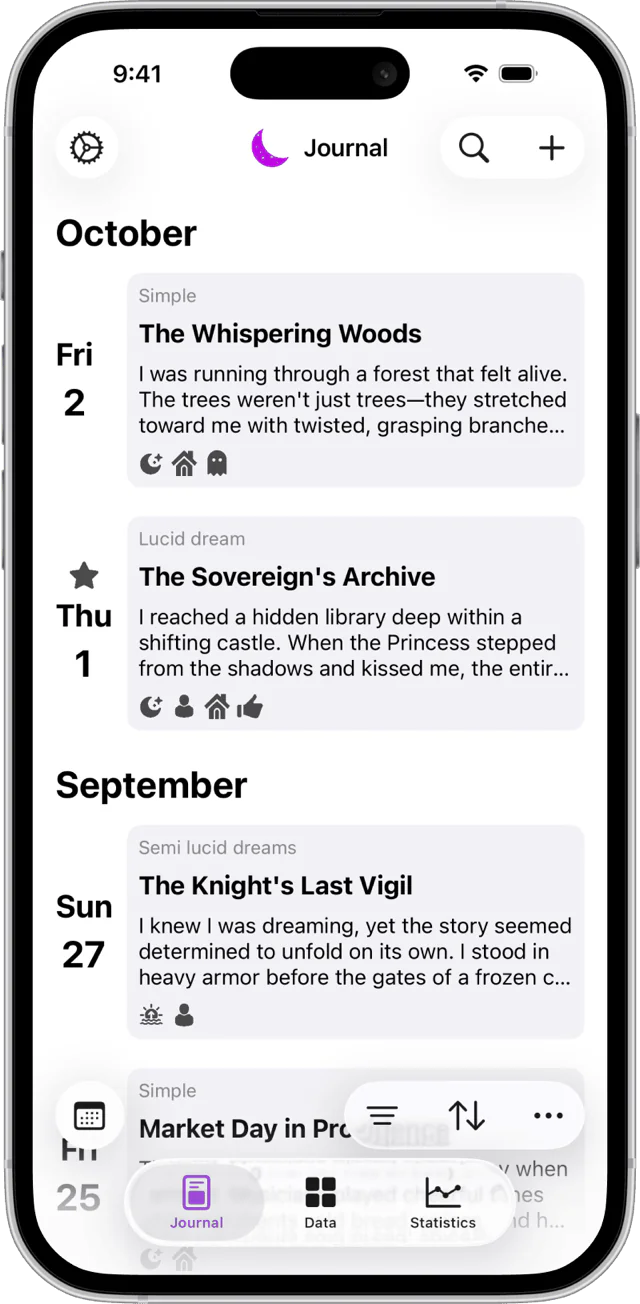 9:41
Journal
October
Fri
2
Simple
The Whispering Woods
I was running through a forest that felt alive.
The trees weren't just trees—they stretched
toward me with twisted, grasping branche...
Thu
1
Lucid dream
The Sovereign's Archive
I reached a hidden library deep within a
shifting castle. When the Princess stepped
from the shadows and kissed me, the entir...
September
Sun
27
Semi lucid dreams
The Knight's Last Vigil
I knew I was dreaming, yet the story seemed
determined to unfold on its own. I stood in
heavy armor before the gates of a frozen c...
Fri
25
Simple
Market Day in Pro
when
Journal
Data
Statistics